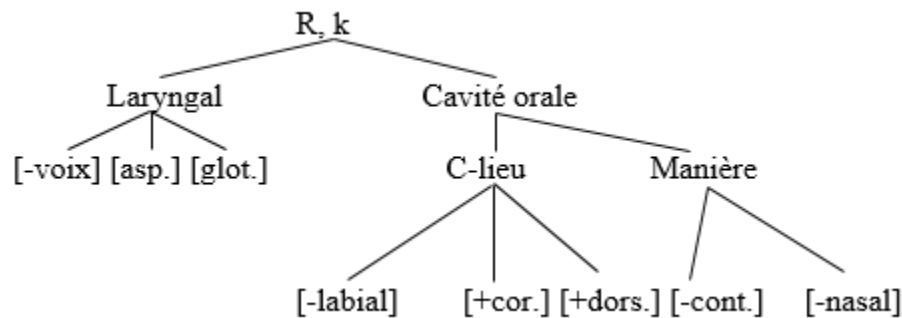 R, k
Laryngal Cavité orale
[-voix] [asp.] [glot.] C-lieu Manière
[-labial] [+cor.] [+dors.] [-cont.] [-nasal]